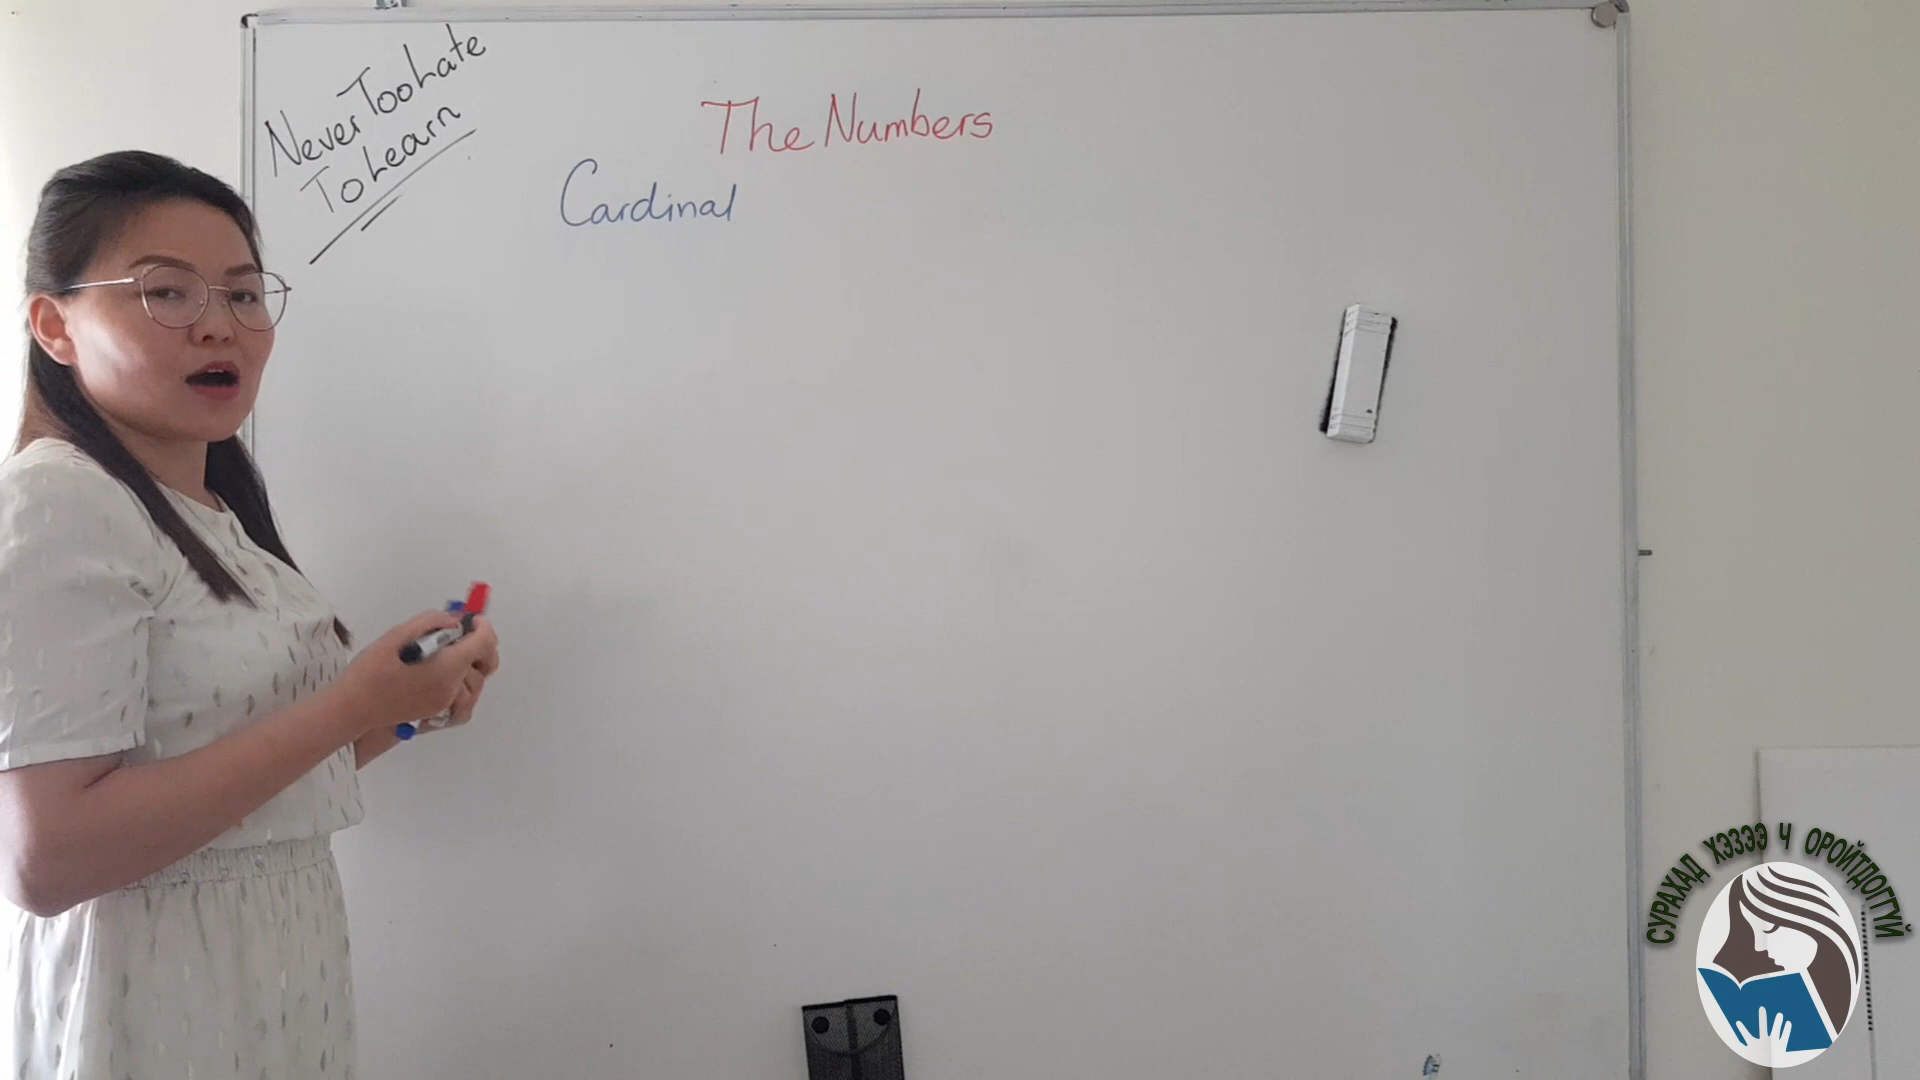 Never Too Late
To Learn
The Numbers
Cardinal
СУРАХАД ХЭЗЭЭ Ч ОРОЙТДОГГҮЙ